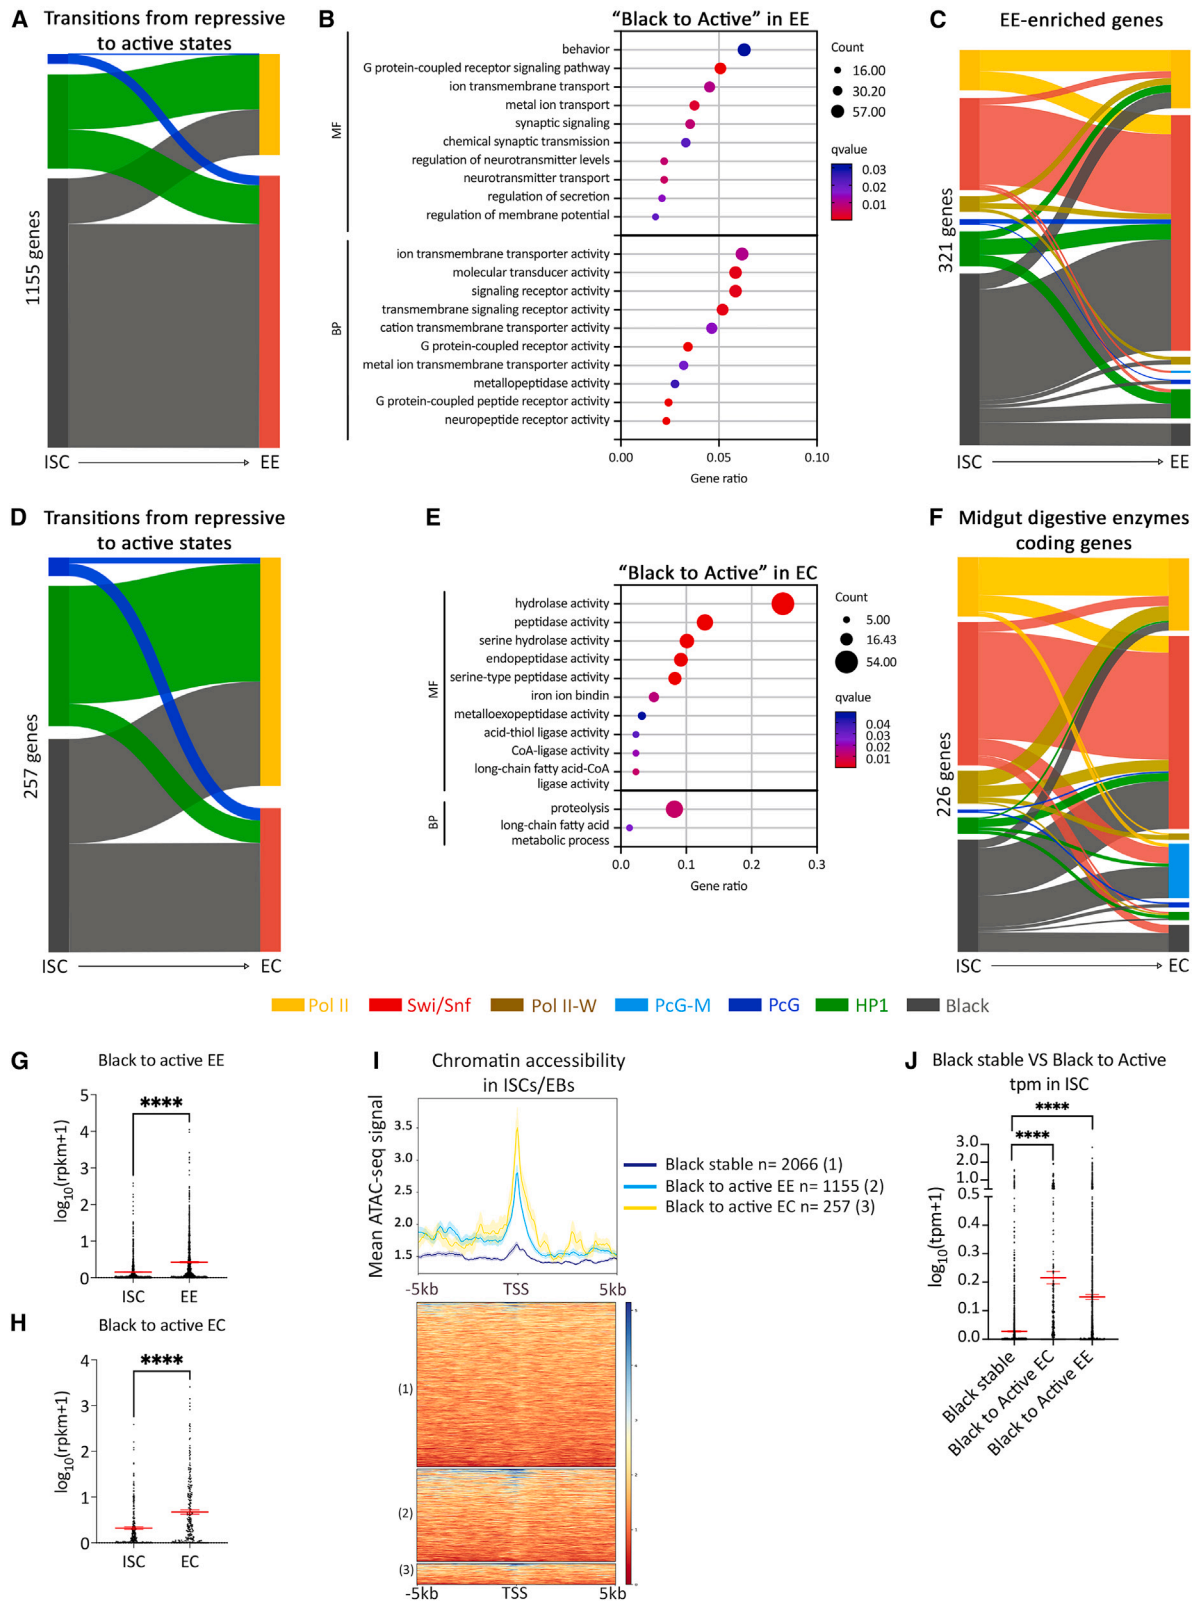 A
Transitions from repressive
to active states
1155 genes
ISC
EE
B
"Black to Active" in EE
MF
behavior
G protein-coupled receptor signaling pathway
ion transmembrane transport
metal ion transport
synaptic signaling
chemical synaptic transmission
regulation of neurotransmitter levels
neurotransmitter transport
regulation of secretion
regulation of membrane potential
BP
ion transmembrane transporter activity
molecular transducer activity
signaling receptor activity
transmembrane signaling receptor activity
cation transmembrane transporter activity
G protein-coupled receptor activity
metal ion transmembrane transporter activity
metallopeptidase activity
G protein-coupled peptide receptor activity
neuropeptide receptor activity
0.00 0.05 0.10
Gene ratio
Count
16.00
30.20
57.00
qvalue
0.03
0.02
0.01
C
EE-enriched genes
321 genes
ISC
EE
D
Transitions from repressive
to active states
257 genes
ISC
EC
E
"Black to Active" in EC
MF
hydrolase activity
peptidase activity
serine hydrolase activity
endopeptidase activity
serine-type peptidase activity
iron ion bindin
metalloexopeptidase activity
acid-thiol ligase activity
CoA-ligase activity
long-chain fatty acid-CoA
ligase activity
BP
proteolysis
long-chain fatty acid
metabolic process
0.0 0.1 0.2 0.3
Gene ratio
Count
5.00
16.43
54.00
qvalue
0.04
0.03
0.02
0.01
F
Midgut digestive enzymes
coding genes
226 genes
ISC
EC
Pol II Swi/Snf Pol II-W PcG-M PcG HP1 Black
G
Black to active EE
****
log10(rpkm+1)
5
4
3
2
1
0
ISC EE
H
Black to active EC
****
log10(rpkm+1)
4
3
2
1
0
ISC EC
I
Chromatin accessibility
in ISCs/EBs
Mean ATAC-seq signal
3.5
3.0
2.5
2.0
1.5
-5kb TSS 5kb
Black stable n= 2066 (1)
Black to active EE n= 1155 (2)
Black to active EC n= 257 (3)
(1)
(2)
(3)
-5kb TSS 5kb
J
Black stable VS Black to Active
tpm in ISC
****
****
log10(tpm+1)
3.0
2.0
1.0
0.5
0.4
0.3
0.2
0.1
0.0
Black stable
Black to Active EC
Black to Active EE